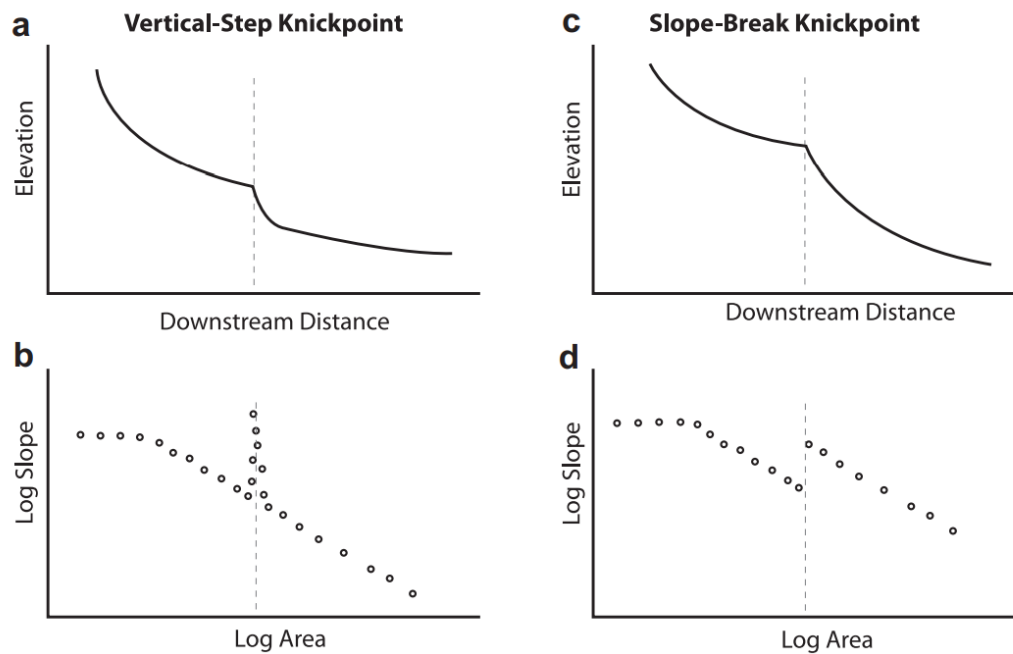 a
Vertical-Step Knickpoint
Elevation
Downstream Distance
b
Log Slope
Log Area
c
Slope-Break Knickpoint
Elevation
Downstream Distance
d
Log Slope
Log Area